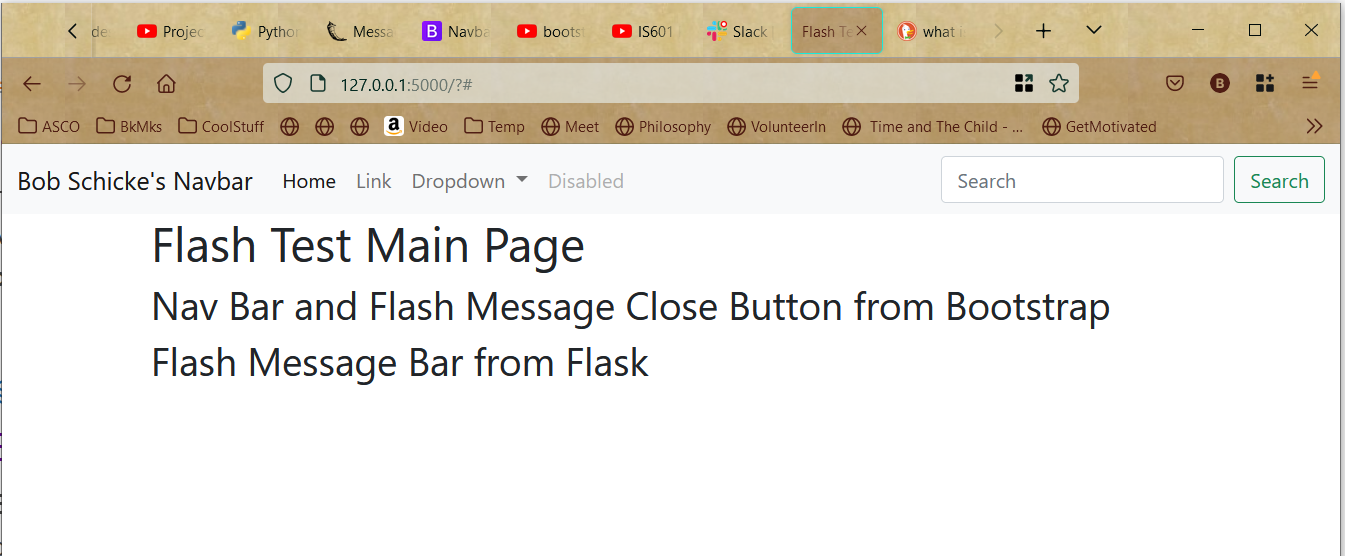 de Projec Python Messa B Navba boots IS601 Slack Flash Te what i
127.0.0.1:5000/?# B
ASCO BkMks CoolStuff a Video Temp Meet Philosophy VolunteerIn Time and The Child - ... GetMotivated
Bob Schicke's Navbar Home Link Dropdown Disabled Search Search
Flash Test Main Page
Nav Bar and Flash Message Close Button from Bootstrap
Flash Message Bar from Flask